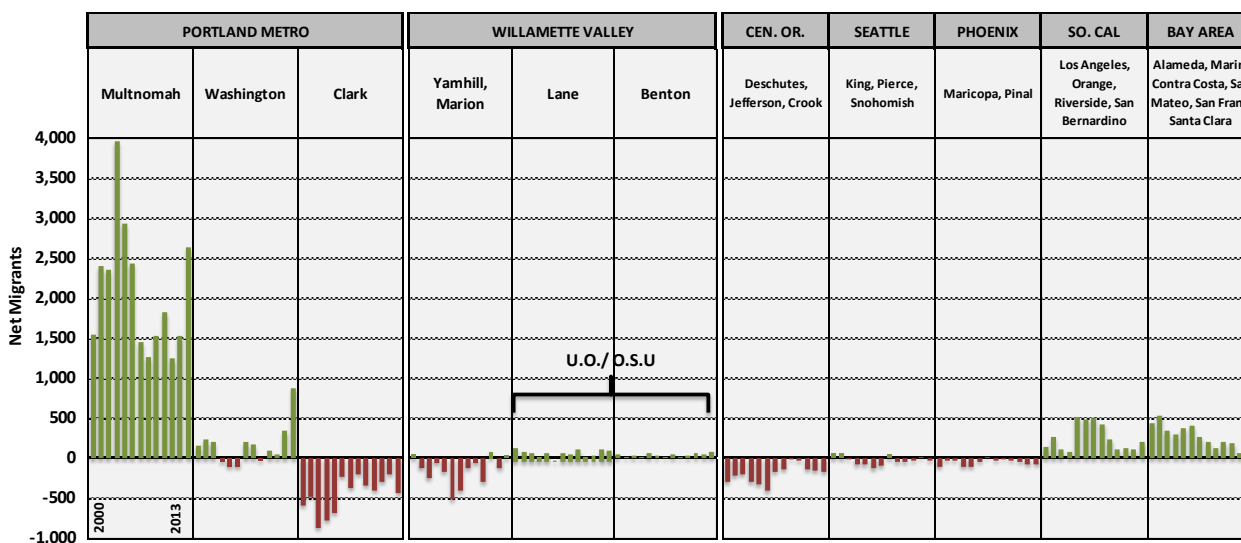 PORTLAND METRO
WILLAMETTE VALLEY
CEN. OR.
SEATTLE
PHOENIX
SO. CAL
BAY AREA
Multnomah
Washington
Clark
Yamhill,
Marion
Lane
Benton
Deschutes,
Jefferson, Crook
King, Pierce,
Snohomish
Maricopa, Pinal
Los Angeles,
Orange,
Riverside, San
Bernardino
Alameda, Marin
Contra Costa,
Mateo, San
Santa Clara
4,000
3,500
3,000
2,500
2,000
1,500
1,000
500
0
-500
-1,000
Net Migrants
U.O./ O.S.U
2000
2013